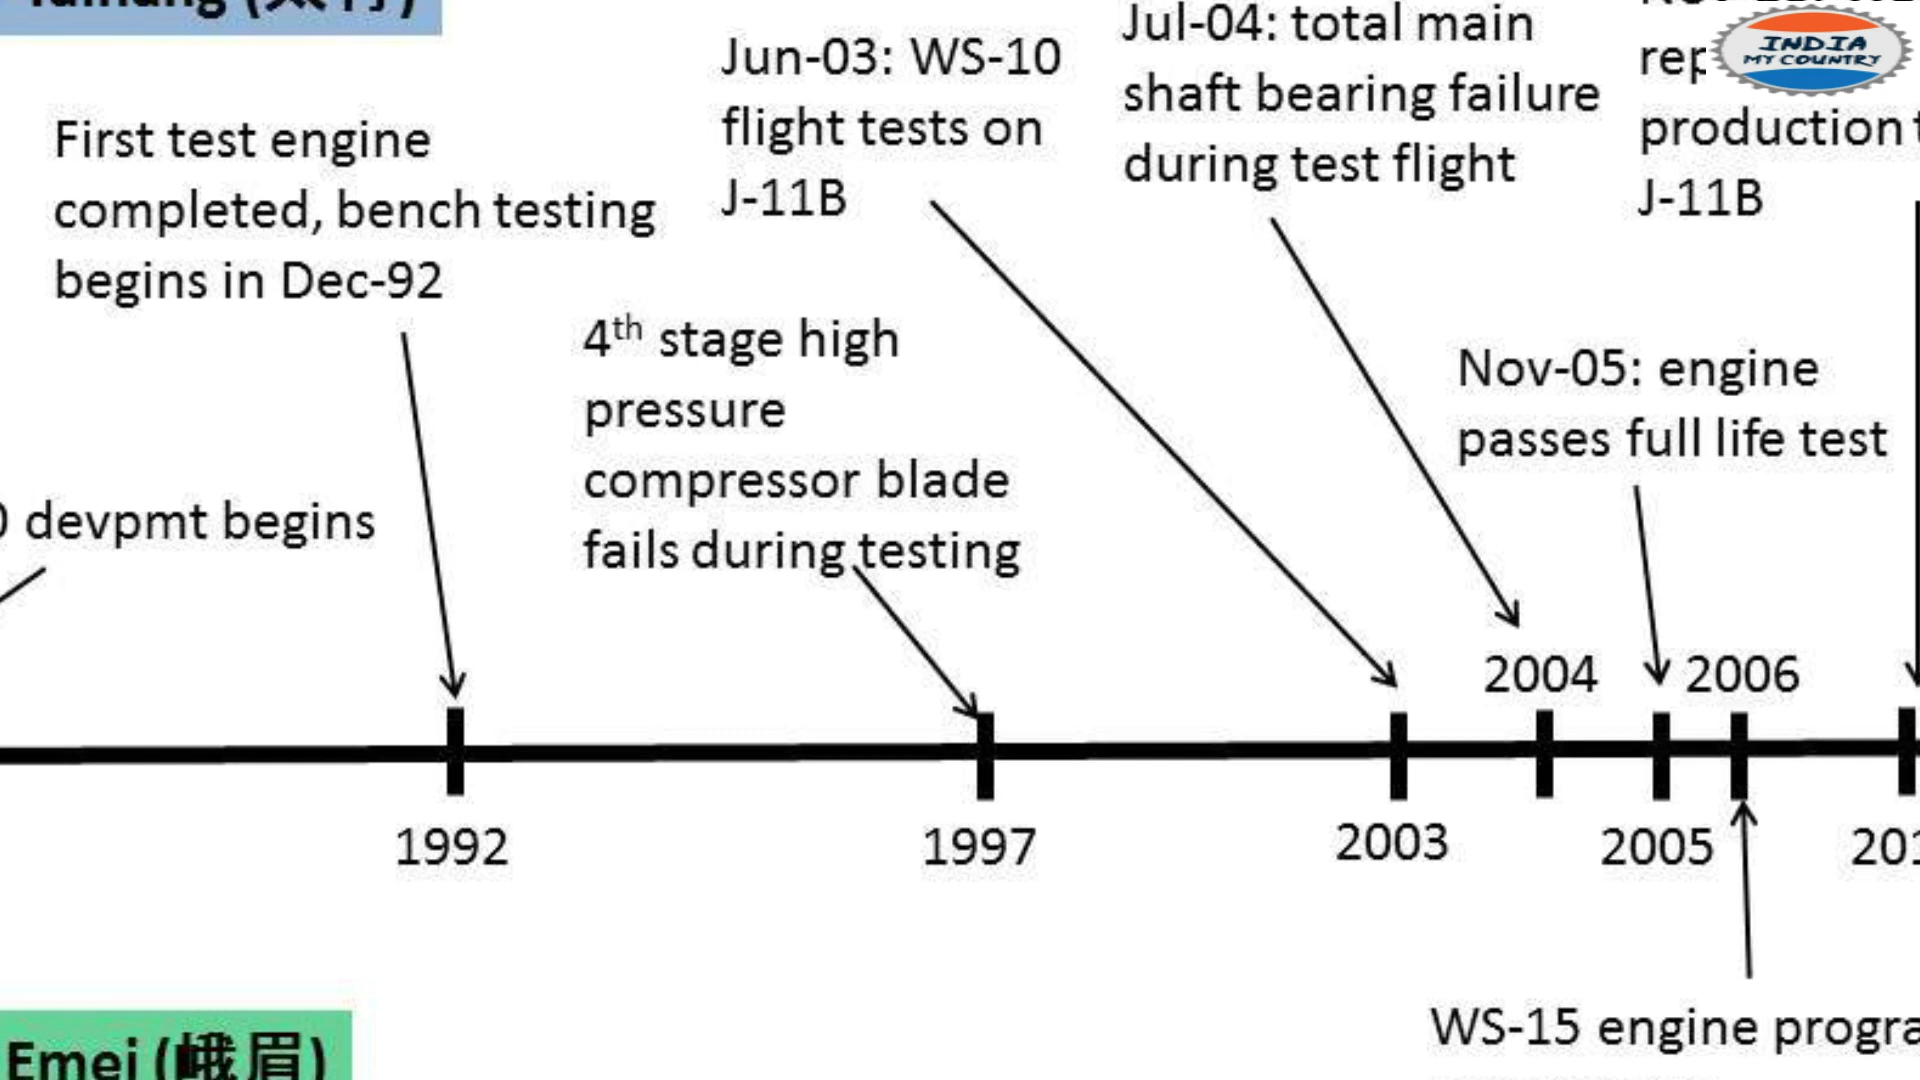 Taihang (太行)
First test engine
completed, bench testing
begins in Dec-92
devpmt begins
4th stage high
pressure
compressor blade
fails during testing
Jun-03: WS-10
flight tests on
J-11B
Jul-04: total main
shaft bearing failure
during test flight
production
J-11B
INDIA
MY COUNTRY
Nov-05: engine
passes full life test
2004
2006
1992
1997
2003
2005
WS-15 engine
Emei (峨眉)